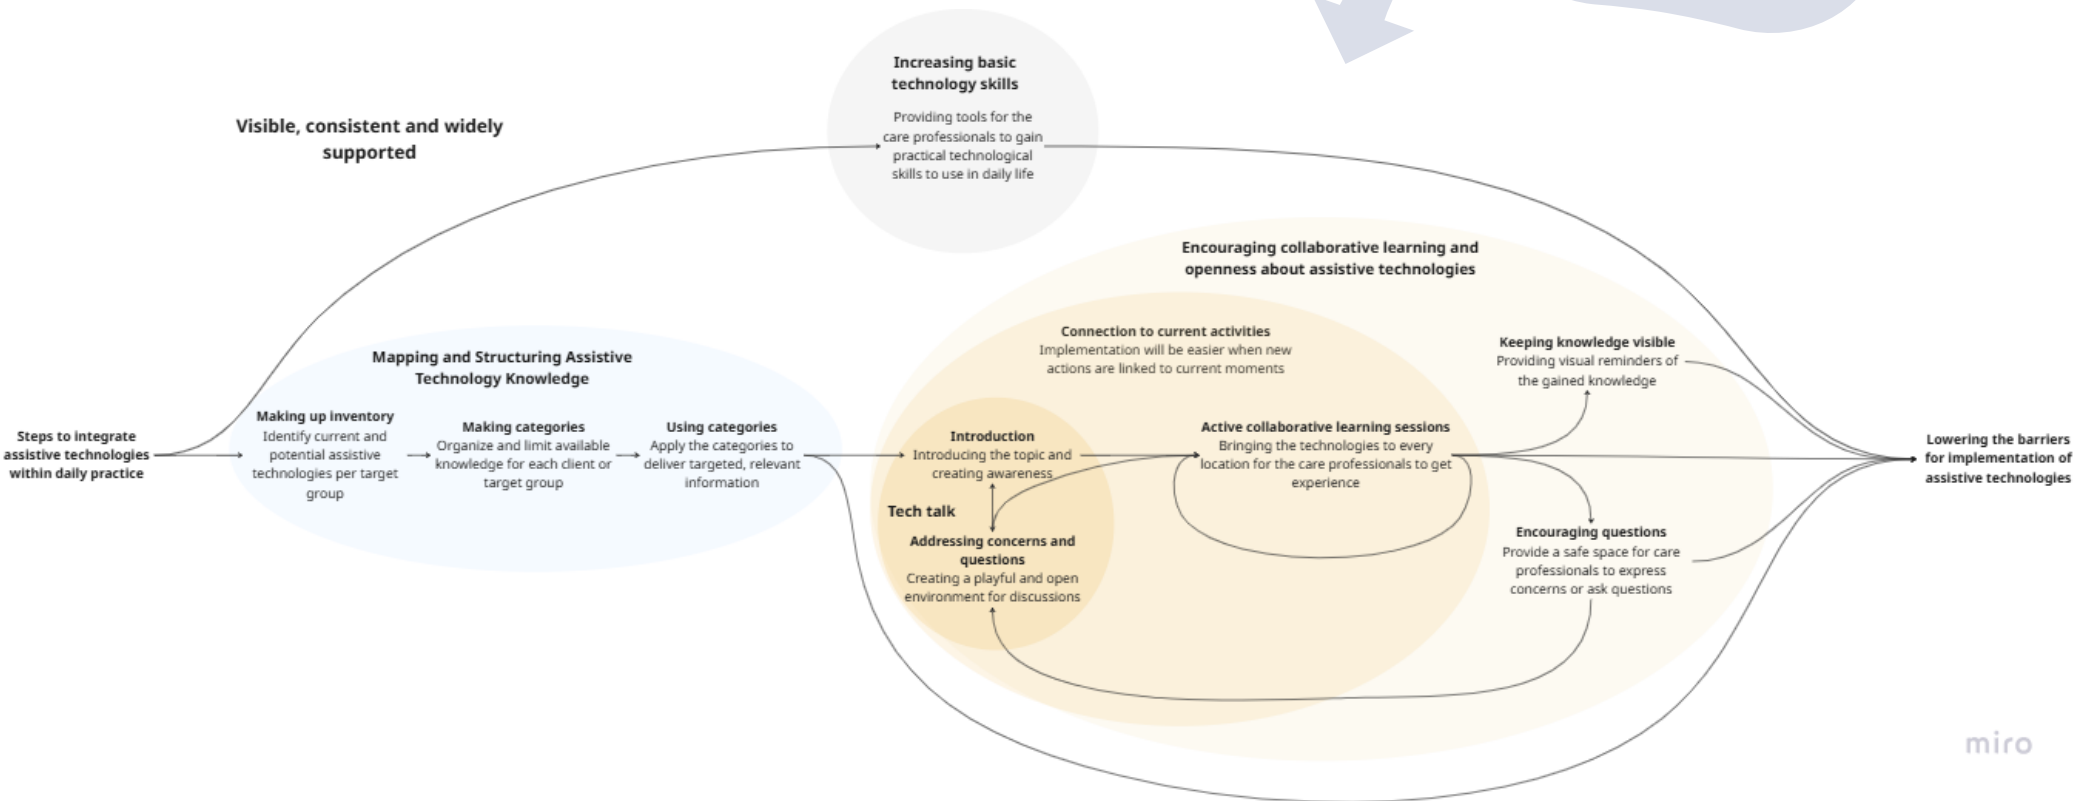 Increasing basic
technology skills
Providing tools for the
care professionals to gain
practical technological
skills to use in daily life
Visible, consistent and widely
supported
Encouraging collaborative learning and
openness about assistive technologies
Connection to current activities
Implementation will be easier when new
actions are linked to current moments
Keeping knowledge visible
Providing visual reminders of
the gained knowledge
Mapping and Structuring Assistive
Technology Knowledge
Steps to integrate
assistive technologies
within daily practice
Making up inventory
Identify current and
potential assistive
technologies per target
group
Making categories
Organize and limit available
knowledge for each client or
target group
Using categories
Apply the categories to
deliver targeted, relevant
information
Introduction
Introducing the topic and
creating awareness
Tech talk
Addressing concerns and
questions
Creating a playful and open
environment for discussions
Active collaborative learning sessions
Bringing the technologies to every
location for the care professionals to get
experience
Encouraging questions
Provide a safe space for care
professionals to express
concerns or ask questions
Lowering the barriers
for implementation of
assistive technologies
miro